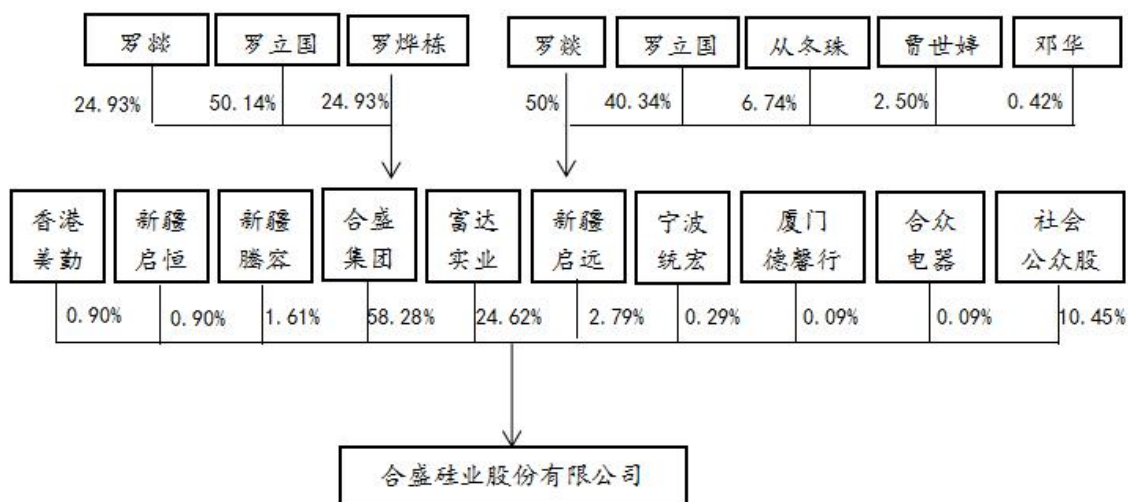 罗燚 罗立国 罗烨栋 罗燚 罗立国 从冬珠 贾世婷 邓华
24.93% 50.14% 24.93% 50% 40.34% 6.74% 2.50% 0.42%
香港
美勤
新疆
启恒
新疆
腾容
合盛
集团
富达
实业
新疆
启远
宁波
统宏
厦门
德馨行
合众
电器
社会
公众股
0.90% 0.90% 1.61% 58.28% 24.62% 2.79% 0.29% 0.09% 0.09% 10.45%
合盛硅业股份有限公司